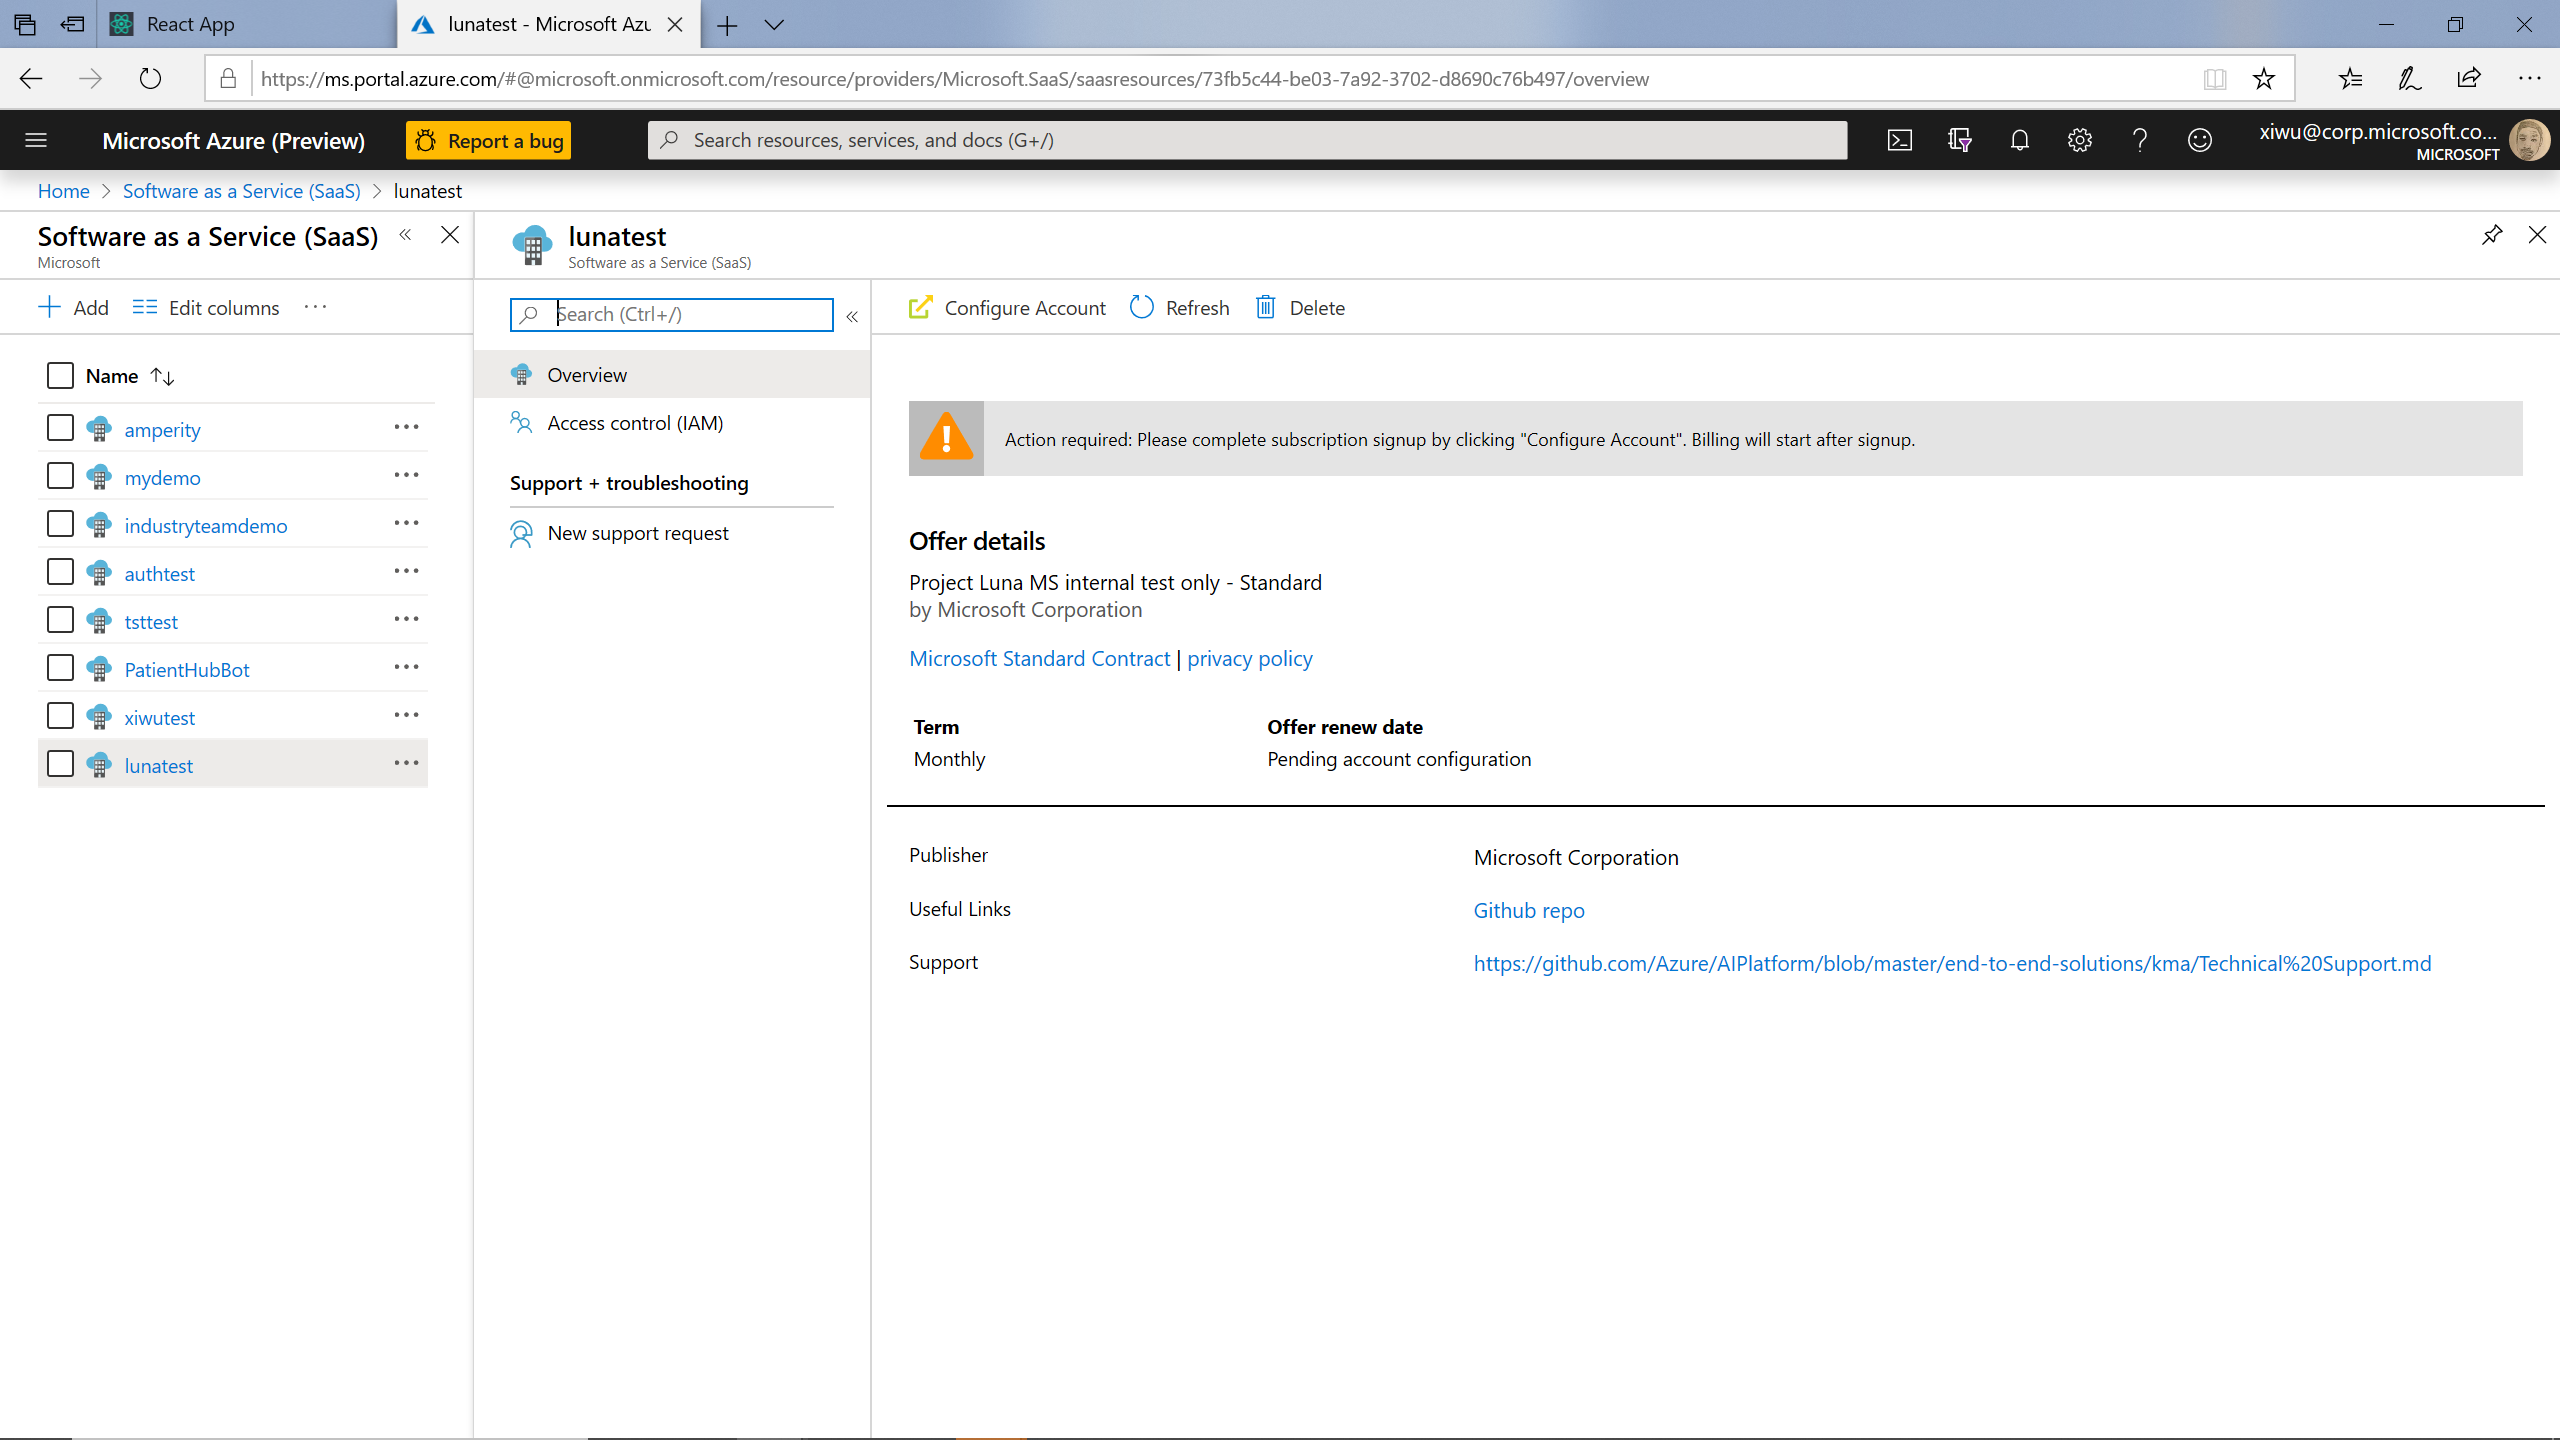 React App
lunatest - Microsoft Azu
https://ms.portal.azure.com/#@microsoft.onmicrosoft.com/resource/providers/Microsoft.SaaS/saasresources/73fb5c44-be03-7a92-3702-d8690c76b497/overview
Microsoft Azure (Preview)
Report a bug
Search resources, services, and docs (G+/)
xiwu@corp.microsoft.co...
MICROSOFT
Home > Software as a Service (SaaS) > lunatest
Software as a Service (SaaS)
Microsoft
Add
Edit columns
Name
amperity
mydemo
industryteamdemo
authtest
tsttest
PatientHubBot
xiwutest
lunatest
lunatest
Software as a Service (SaaS)
Search (Ctrl+/)
Overview
Access control (IAM)
Support + troubleshooting
New support request
Configure Account
Refresh
Delete
Action required: Please complete subscription signup by clicking "Configure Account". Billing will start after signup.
Offer details
Project Luna MS internal test only - Standard
by Microsoft Corporation
Microsoft Standard Contract | privacy policy
Term
Monthly
Offer renew date
Pending account configuration
Publisher
Microsoft Corporation
Useful Links
Github repo
Support
https://github.com/Azure/AIPlatform/blob/master/end-to-end-solutions/kma/Technical%20Support.md